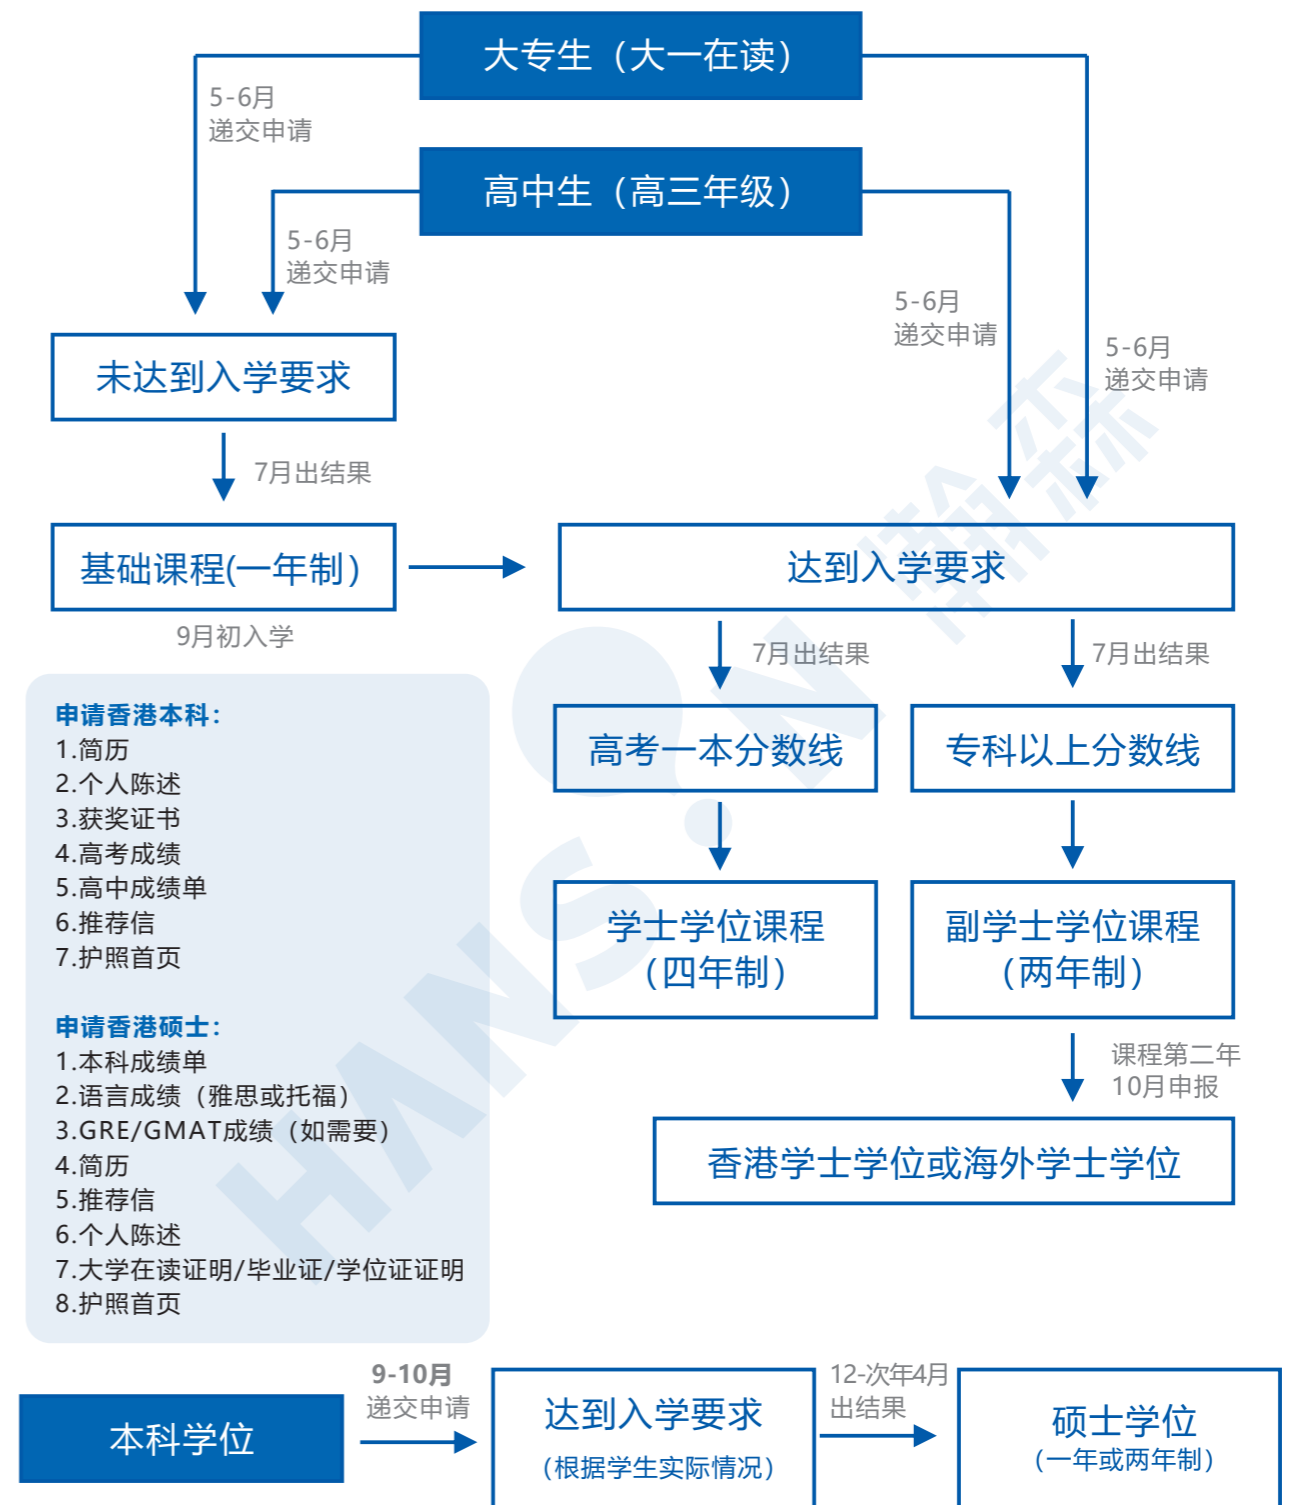 大专生（大一在读）
5-6月
递交申请
高中生（高三年级）
5-6月
递交申请
5-6月
递交申请
5-6月
递交申请
未达到入学要求
7月出结果
基础课程(一年制）
达到入学要求
9月初入学
7月出结果
7月出结果
高考一本分数线
专科以上分数线
学士学位课程
（四年制）
副学士学位课程
（两年制）
课程第二年
10月申报
香港学士学位或海外学士学位
申请香港本科：
1.简历
2.个人陈述
3.获奖证书
4.高考成绩
5.高中成绩单
6.推荐信
7.护照首页
申请香港硕士：
1.本科成绩单
2.语言成绩（雅思或托福）
3.GRE/GMAT成绩（如需要）
4.简历
5.推荐信
6.个人陈述
7.大学在读证明/毕业证/学位证证明
8.护照首页
本科学位
9-10月
递交申请
达到入学要求
（根据学生实际情况）
12-次年4月
出结果
硕士学位
（一年或两年制）
HANS.N 瀚森